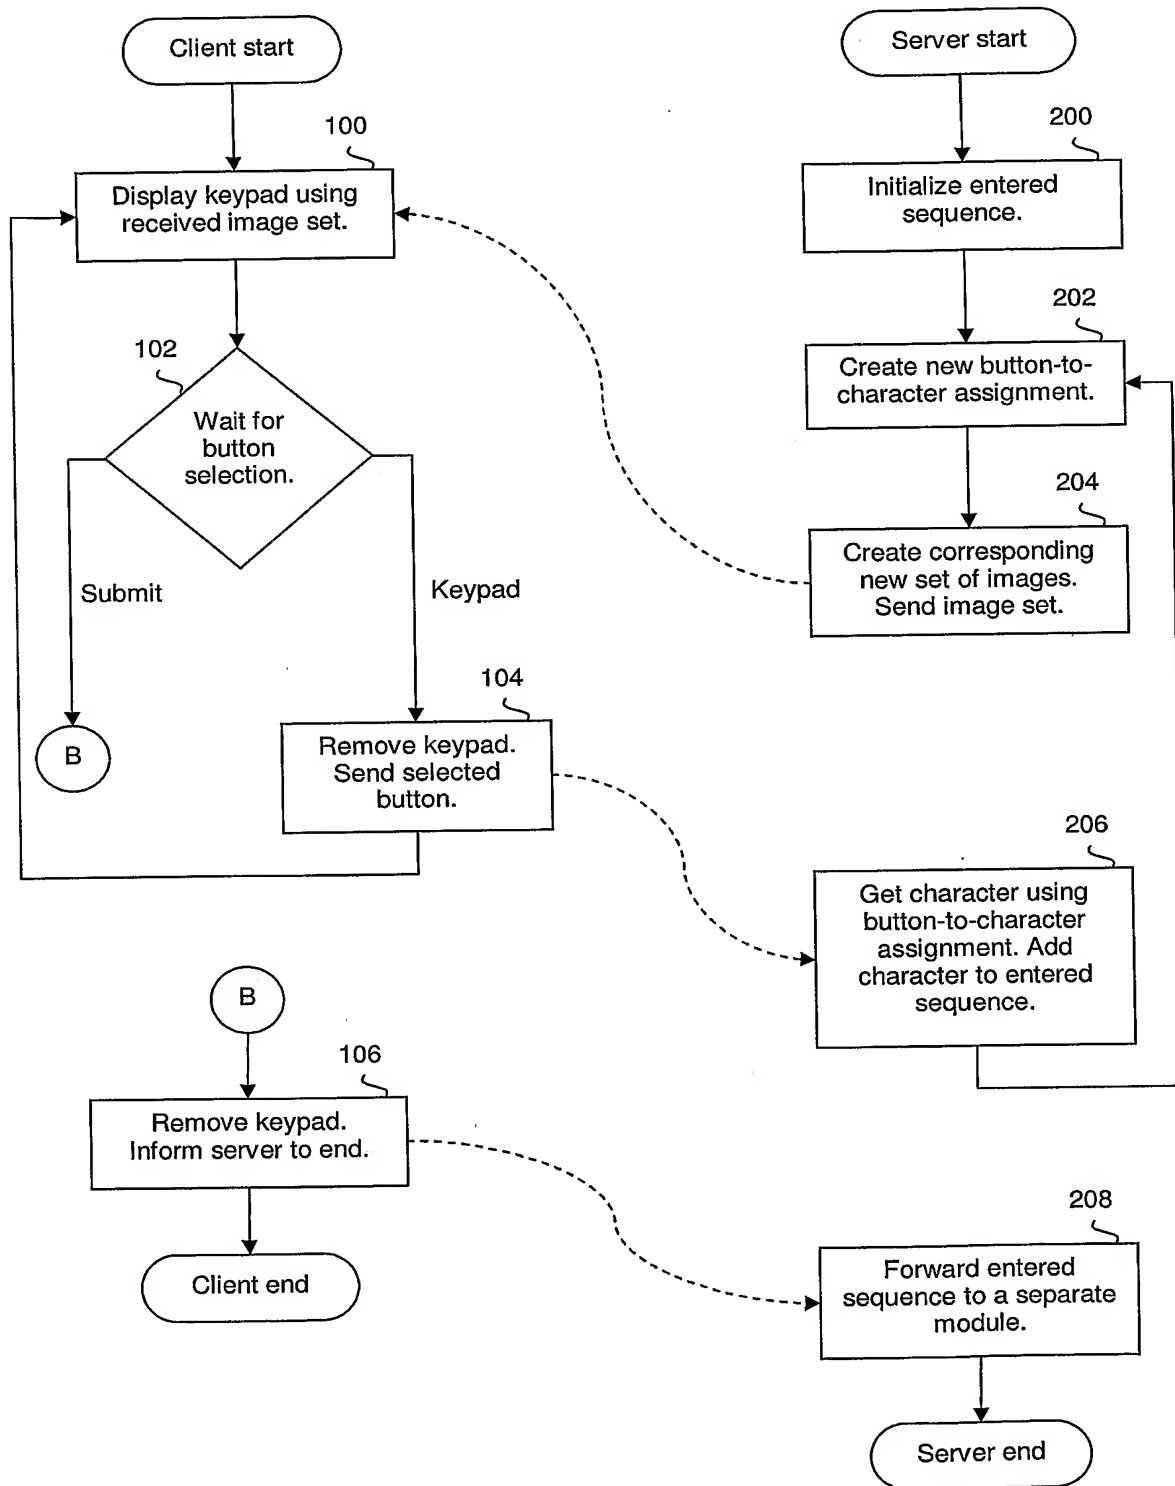 Client start
100
Display keypad using
received image set.
102
Wait for
button
selection.
Submit
Keypad
B
104
Remove keypad.
Send selected
button.
B
106
Remove keypad.
Inform server to end.
Client end
Server start
200
Initialize entered
sequence.
202
Create new button-to-
character assignment.
204
Create corresponding
new set of images.
Send image set.
206
Get character using
button-to-character
assignment. Add
character to entered
sequence.
208
Forward entered
sequence to a separate
module.
Server end